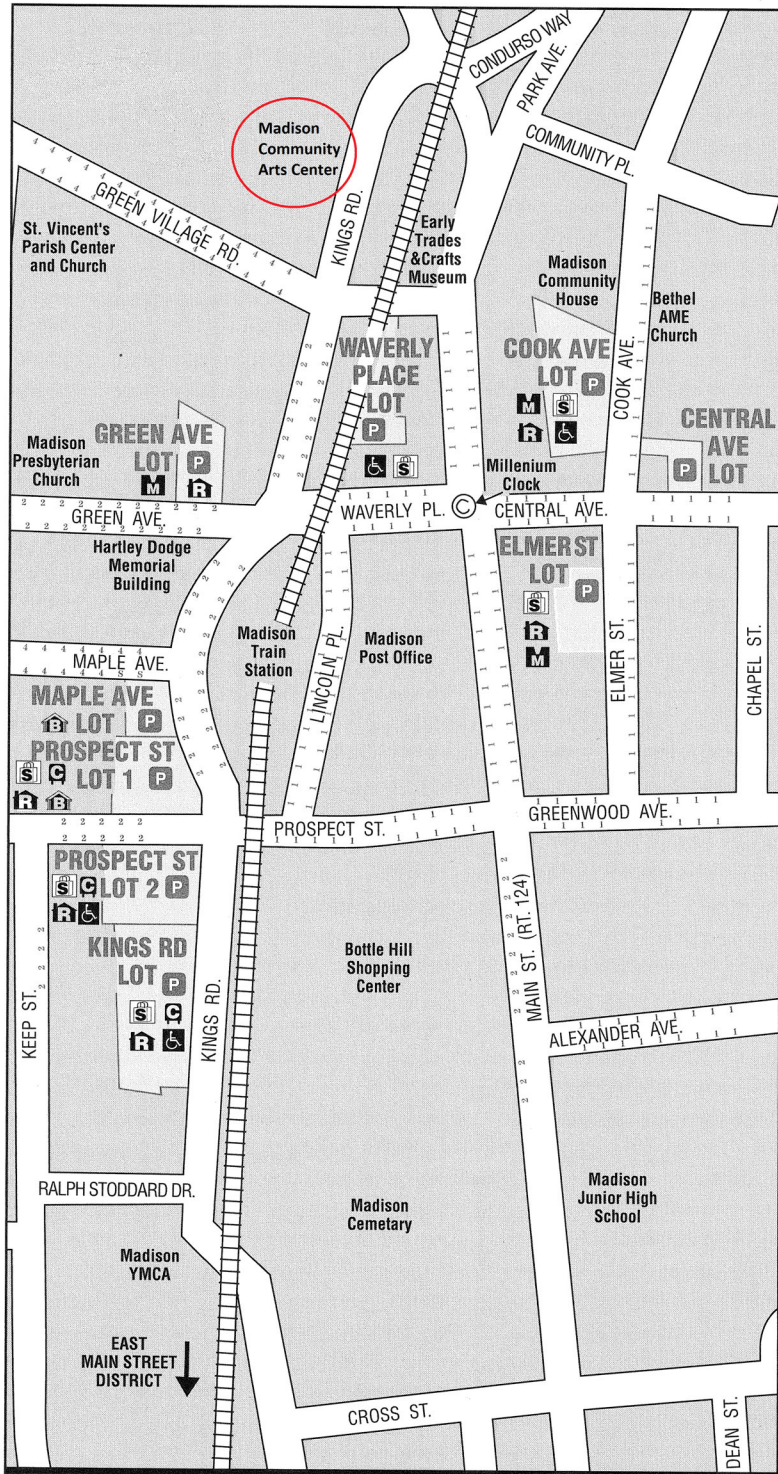 CONDURSO WAY
PARK AVE.
Madison
Community
Arts Center
COMMUNITY PL.
GREEN VILLAGE RD.
KINGS RD.
St. Vincent's
Parish Center
and Church
Early
Trades
&Crafts
Museum
Madison
Community
House
Bethel
AME
Church
WAVERLY
PLACE
LOT
P
S
COOK AVE
LOT P
M S
R
COOK AVE.
CENTRAL
AVE
LOT
P
Madison
Presbyterian
Church
GREEN AVE
LOT P
M R
Millenium
Clock
GREEN AVE.
WAVERLY PL.
C
CENTRAL AVE.
Hartley Dodge
Memorial
Building
ELMER ST
LOT
P
S
R
M
Madison
Train
Station
LINCOLN PL.
Madison
Post Office
ELMER ST.
CHAPEL ST.
MAPLE AVE.
MAPLE AVE
B LOT P
PROSPECT ST
S C LOT 1 P
R B
PROSPECT ST.
GREENWOOD AVE.
PROSPECT ST
S C LOT 2 P
R
KINGS RD
LOT P
S C
R
KEEP ST.
KINGS RD.
Bottle Hill
Shopping
Center
MAIN ST. (RT. 124)
ALEXANDER AVE.
RALPH STODDARD DR.
Madison
Cemetary
Madison
Junior High
School
Madison
YMCA
EAST
MAIN STREET
DISTRICT
CROSS ST.
DEAN ST.